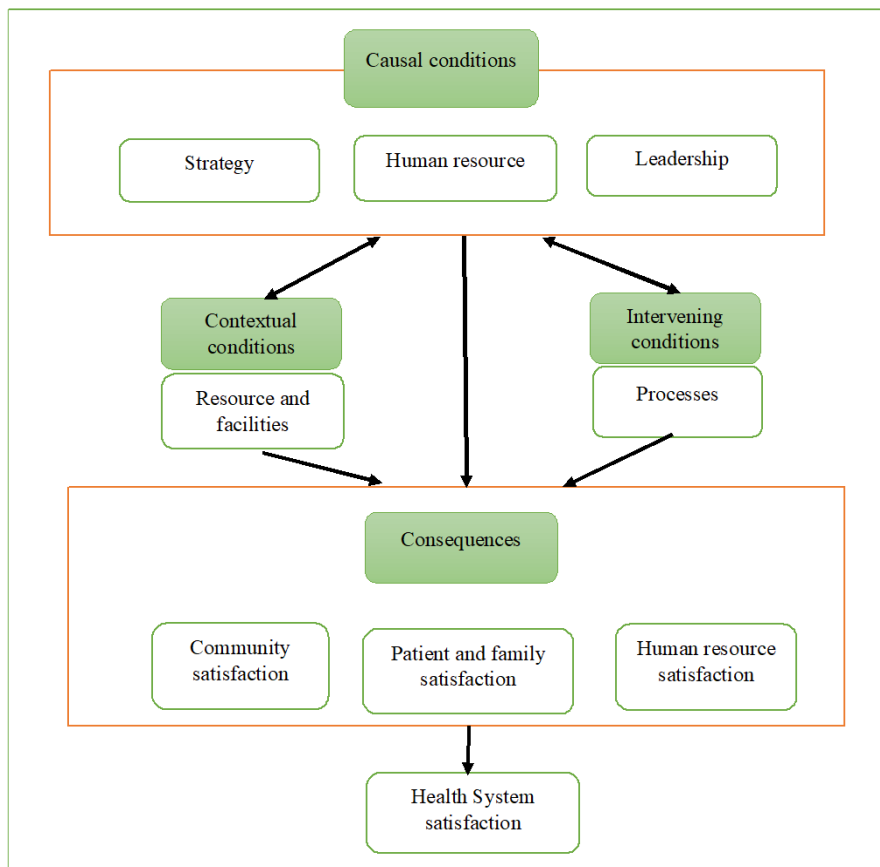 Causal conditions
Strategy
Human resource
Leadership
Contextual
conditions
Resource and
facilities
Intervening
conditions
Processes
Consequences
Community
satisfaction
Patient and family
satisfaction
Human resource
satisfaction
Health System
satisfaction